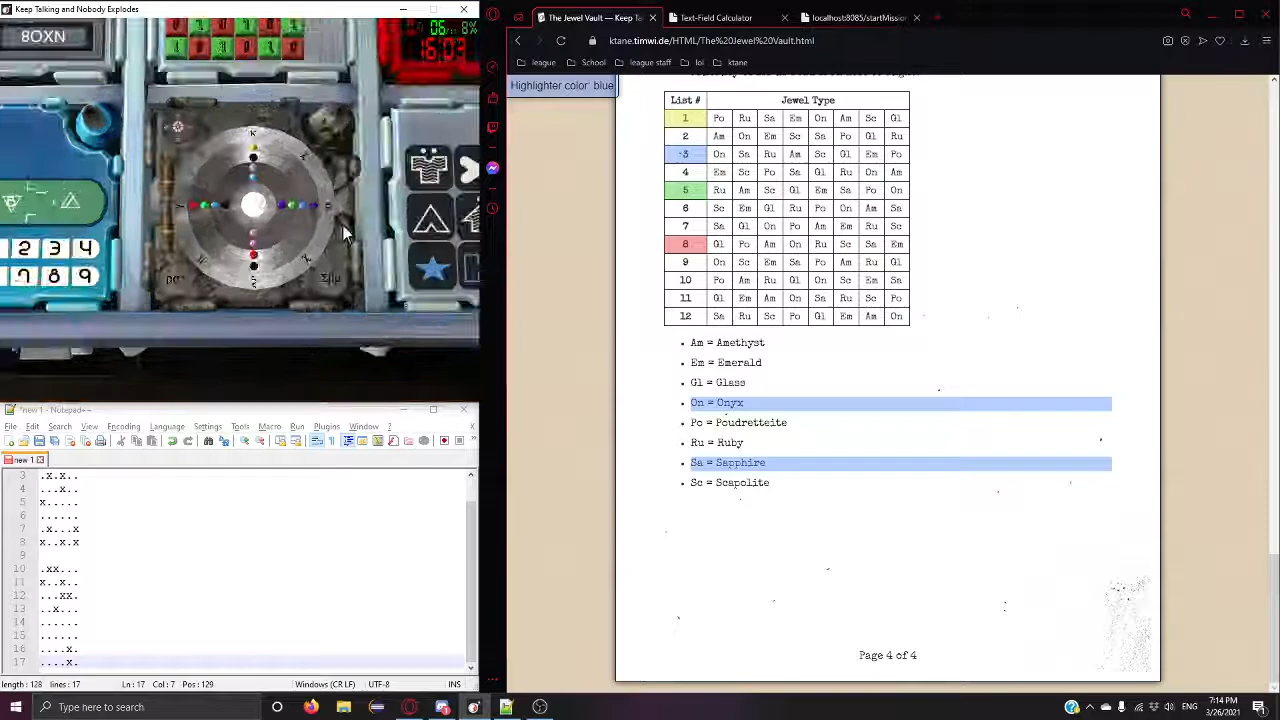 Keep Talking and Nobody Explodes
8OXN
16:03
2 3 4
7 8 9
*new 1 - Notepad++
File Edit Search View Encoding Language Settings Tools Macro Run Plugins Window ?
new 1
.x.x..
4 ...x..
5 x.....
6 ......
7 .x...x
8 x..x.x
9
10 .xx...
11 x..x..
12 ...xx.
13 ..x...
14 ......
15 ......
16 ....x.
17 ....x.
length : 128 lines : 17
Ln : 17 Col : 7 Pos : 129
Windows (CR LF)
UTF-8
INS
The Jewel Vault — Keep Ta
Text-Field Calculator
localhost:8085/startMission
ktane.timwi.de/HTML/The%20Jewel%20Vault.html
league School league staff lol ktane
Highlighter color: blue
List # Jewel Type
1 Po Ru Sa Em On Am Sc Gl
2 Am On Em Sc Sa Po Gl Ru
3 On Sa Ru Am Sc Gl Em Po
4 Em Sc Po Sa Gl Ru On Am
5 Ru Am Sc Gl Em Sa Po On
6 Sc Em Gl Ru Po On Am Sa
7 Sa Gl On Po Am Em Ru Sc
8 Gl Po Am On Ru Sc Sa Em
9 On Sc Em Sa Po Am Ru Gl
10 Po Am Ru Gl On Sc Em Sa
11 Gl Em Am On Sa Ru Sc Po
12 Sa Ru Sc Po Gl Em Am On
Am = Amethyst
Em = Emerald
Gl = Glass
On = Onyx
Po = Poudretteite
Ru = Ruby
Sa = Sapphire
Sc = Scapolite
Page 4 of 4
Type here to search
7:14 PM
3/26/2021